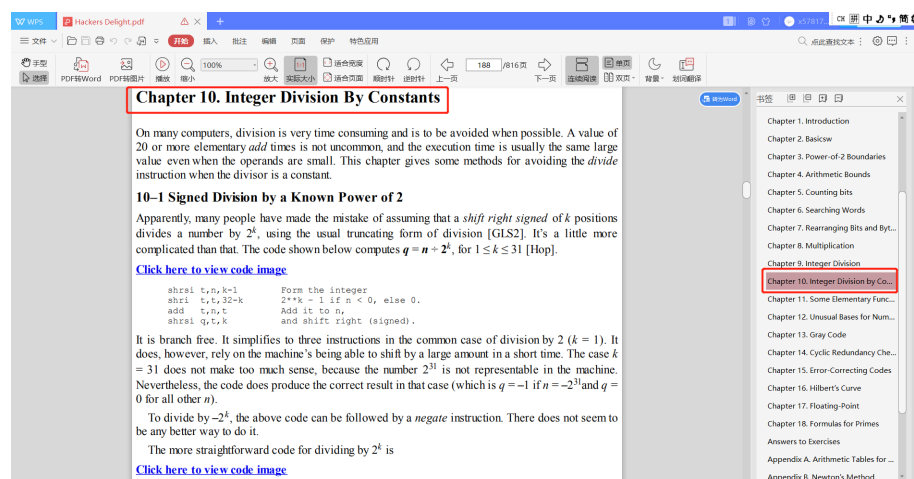 WPS
Hackers Delight.pdf
1
x57817...
CH 拼 中 简
文件
开始 插入 批注 编辑 页面 保护 特色应用
点此查找文本
手型
选择
PDF转Word PDF转图片 播放 缩小 100% 放大 实际大小 适合宽度 适合页面 顺时针 逆时针 上一页 188 /816页 下一页 连续阅读 单页 双页 背景 划词翻译
Chapter 10. Integer Division By Constants
转为Word
On many computers, division is very time consuming and is to be avoided when possible. A value of
20 or more elementary add times is not uncommon, and the execution time is usually the same large
value even when the operands are small. This chapter gives some methods for avoiding the divide
instruction when the divisor is a constant.
10–1 Signed Division by a Known Power of 2
Apparently, many people have made the mistake of assuming that a shift right signed of k positions
divides a number by 2ᵏ, using the usual truncating form of division [GLS2]. It’s a little more
complicated than that. The code shown below computes q = n ÷ 2ᵏ, for 1 ≤ k ≤ 31 [Hop].
Click here to view code image
shrsi t,n,k-1 Form the integer
shri t,t,32-k 2**k - 1 if n < 0, else 0.
add t,n,t Add it to n,
shrsi q,t,k and shift right (signed).
It is branch free. It simplifies to three instructions in the common case of division by 2 (k = 1). It
does, however, rely on the machine’s being able to shift by a large amount in a short time. The case k
= 31 does not make too much sense, because the number 2³¹ is not representable in the machine.
Nevertheless, the code does produce the correct result in that case (which is q = –1 if n = –2³¹and q =
0 for all other n).
To divide by –2ᵏ, the above code can be followed by a negate instruction. There does not seem to
be any better way to do it.
The more straightforward code for dividing by 2ᵏ is
Click here to view code image
书签
Chapter 1. Introduction
Chapter 2. Basicsw
Chapter 3. Power-of-2 Boundaries
Chapter 4. Arithmetic Bounds
Chapter 5. Counting bits
Chapter 6. Searching Words
Chapter 7. Rearranging Bits and Byt...
Chapter 8. Multiplication
Chapter 9. Integer Division
Chapter 10. Integer Division by Co...
Chapter 11. Some Elementary Func...
Chapter 12. Unusual Bases for Num...
Chapter 13. Gray Code
Chapter 14. Cyclic Redundancy Che...
Chapter 15. Error-Correcting Codes
Chapter 16. Hilbert's Curve
Chapter 17. Floating-Point
Chapter 18. Formulas for Primes
Answers to Exercises
Appendix A. Arithmetic Tables for ...
Appendix B. Newton's Method